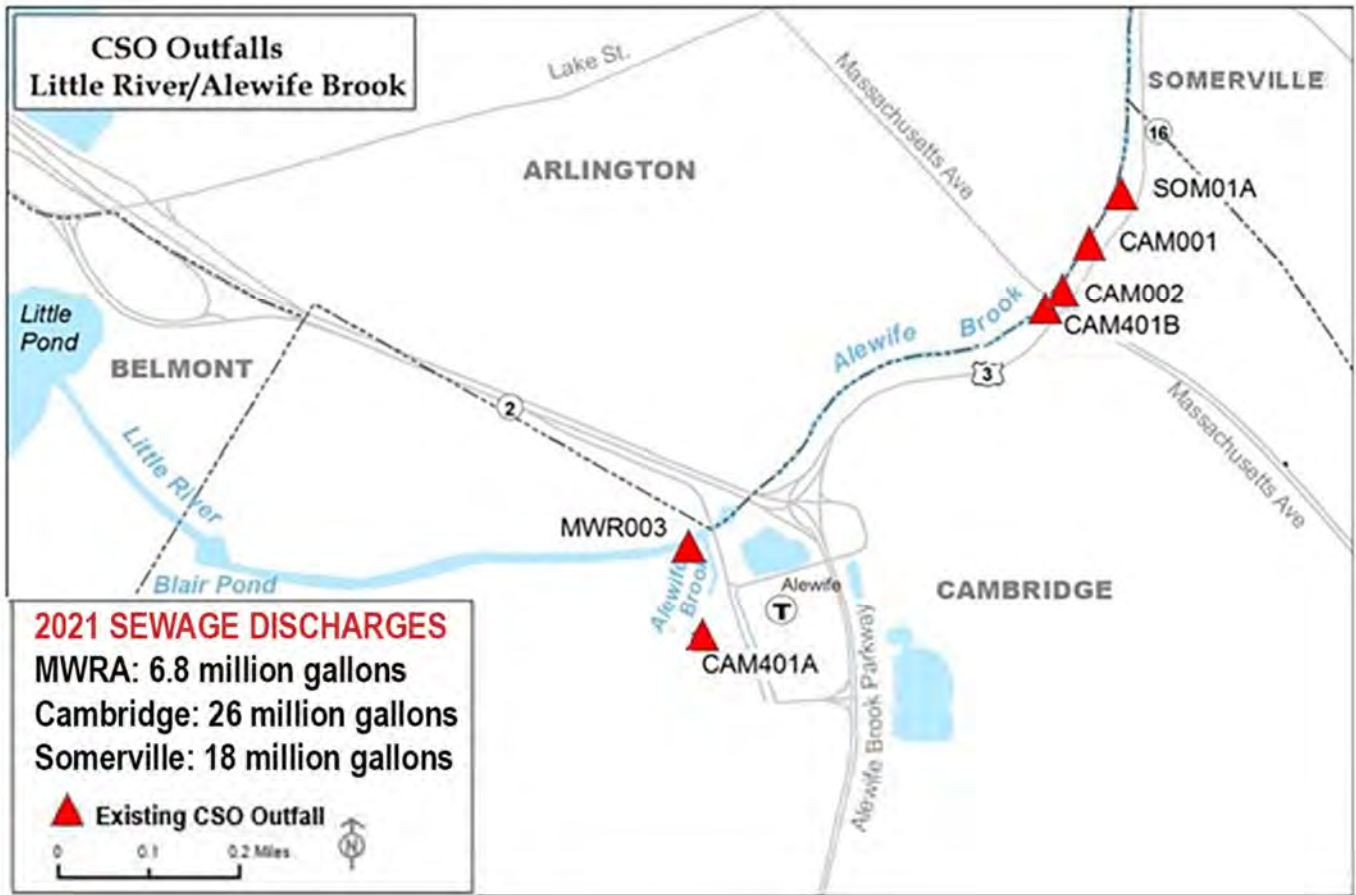 CSO Outfalls
Little River/Alewife Brook
Lake St.
Massachusetts Ave
SOMERVILLE
16
ARLINGTON
SOM01A
CAM001
CAM002
CAM401B
Little
Pond
BELMONT
Alewife Brook
3
2
Massachusetts Ave
Little River
MWR003
Blair Pond
Alewife
Brook
Alewife
T
CAMBRIDGE
CAM401A
Alewife Brook Parkway
2021 SEWAGE DISCHARGES
MWRA: 6.8 million gallons
Cambridge: 26 million gallons
Somerville: 18 million gallons
Existing CSO Outfall
0 0.1 0.2 Miles
N